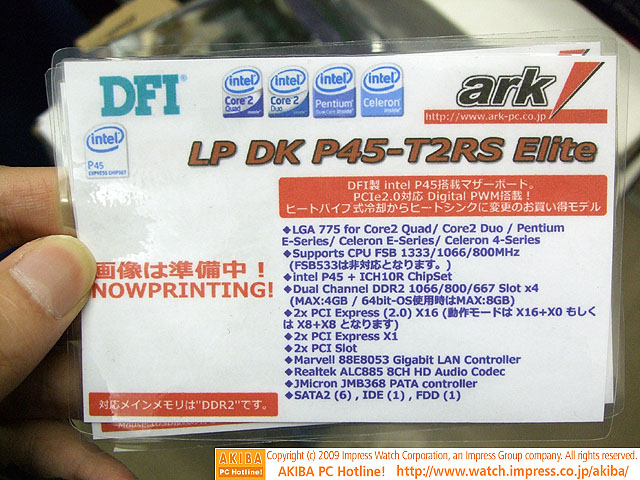 DFI®
intel Core™2 Quad inside™
intel Core™2 Duo inside™
intel Pentium® inside™
intel Celeron® inside™
ark
http://www.ark-pc.co.jp
intel P45 EXPRESS CHIPSET
LP DK P45-T2RS Elite
DFI製 intel P45搭載マザーボード。
PCIe2.0対応 Digital PWM搭載！
ヒートパイプ式冷却からヒートシンクに変更のお買い得モデル
画像は準備中！
NOWPRINTING!
◆LGA 775 for Core2 Quad/ Core2 Duo / Pentium
E-Series/ Celeron E-Series/ Celeron 4-Series
◆Supports CPU FSB 1333/1066/800MHz
(FSB533は非対応となります。)
◆Intel P45 + ICH10R ChipSet
◆Dual Channel DDR2 1066/800/667 Slot x4
(MAX:4GB / 64bit-OS使用時はMAX:8GB)
◆2x PCI Express (2.0) X16 (動作モードは X16+X0 もしく
は X8+X8 となります)
◆2x PCI Express X1
◆2x PCI Slot
◆Marvell 88E8053 Gigabit LAN Controller
◆Realtek ALC885 8CH HD Audio Codec
◆JMicron JMB368 PATA controller
◆SATA2 (6) , IDE (1) , FDD (1)
対応メインメモリは"DDR2"です。
AKIBA PC Hotline!
Copyright (c) 2009 Impress Watch Corporation, an Impress Group company. All rights reserved.
AKIBA PC Hotline! http://www.watch.impress.co.jp/akiba/